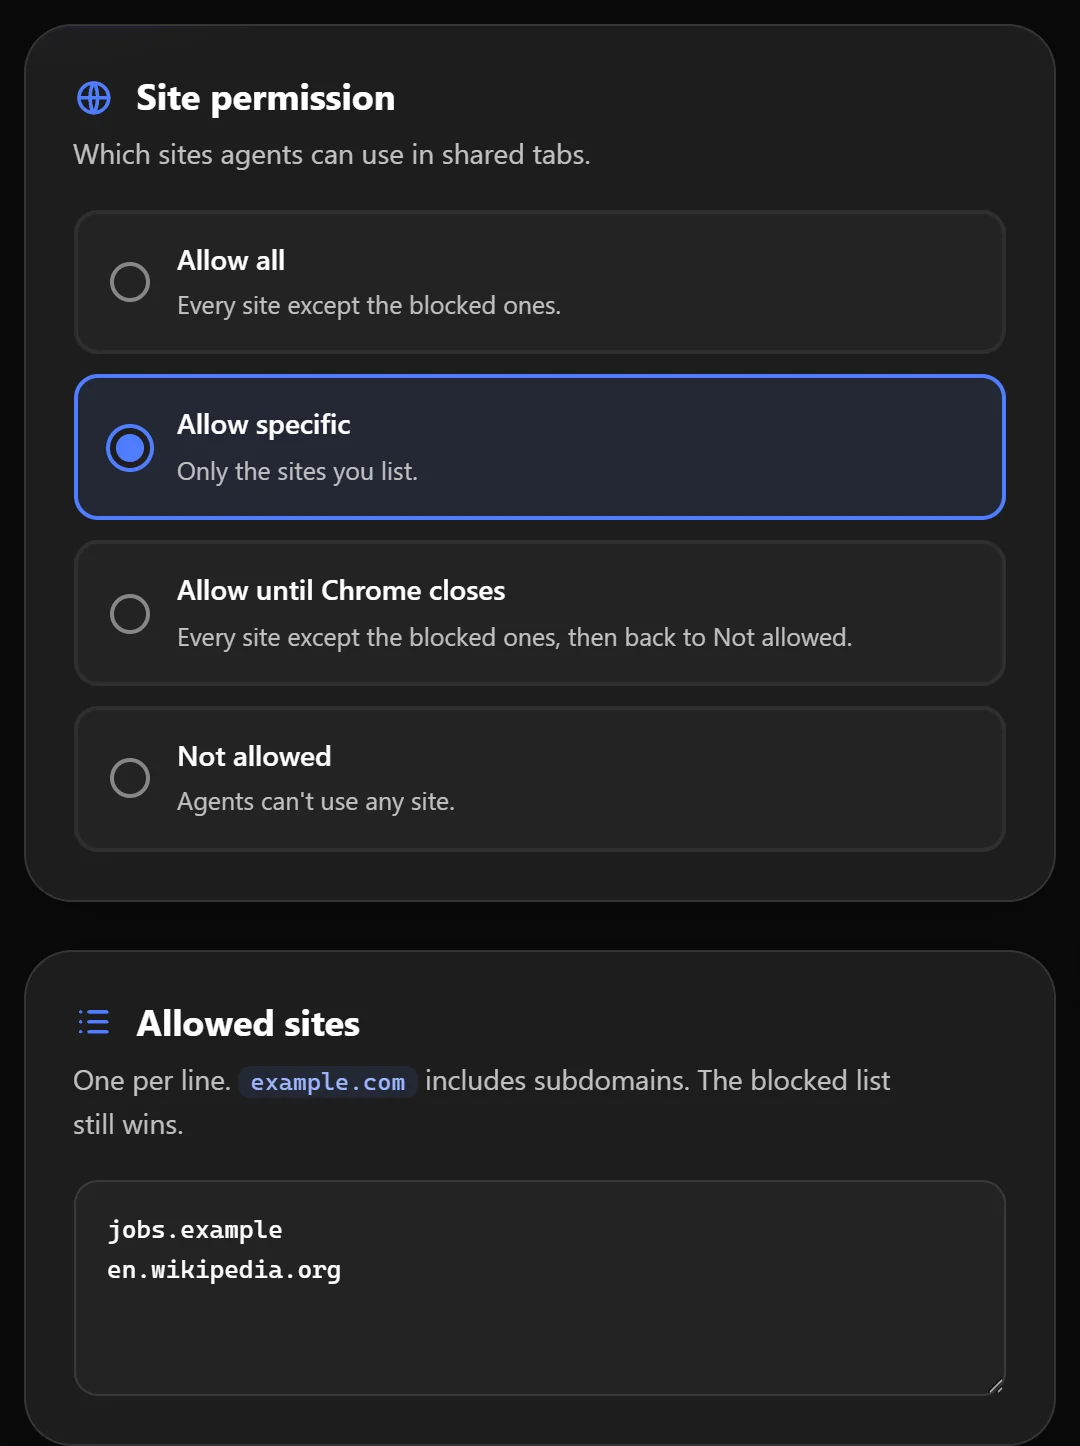 Site permission
Which sites agents can use in shared tabs.
Allow all
Every site except the blocked ones.
Allow specific
Only the sites you list.
Allow until Chrome closes
Every site except the blocked ones, then back to Not allowed.
Not allowed
Agents can't use any site.
Allowed sites
One per line. example.com includes subdomains. The blocked list
still wins.
jobs.example
en.wikipedia.org